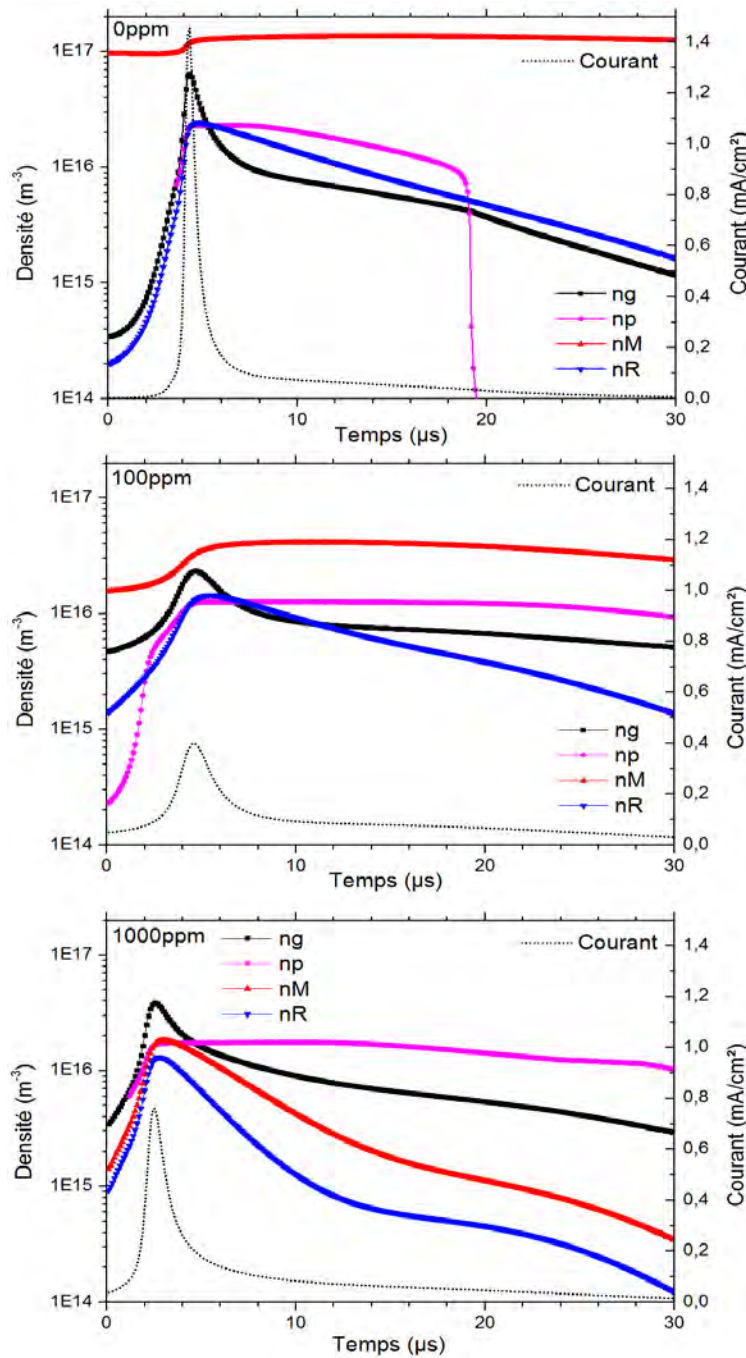 0ppm
Courant
1E17
1E16
1E15
1E14
Densité (m⁻³)
1,4
1,2
1,0
0,8
0,6
0,4
0,2
0,0
Courant (mA/cm²)
ng
np
nM
nR
0 10 20 30
Temps (µs)
100ppm
Courant
1E17
1E16
1E15
1E14
Densité (m⁻³)
1,4
1,2
1,0
0,8
0,6
0,4
0,2
0,0
Courant (mA/cm²)
ng
np
nM
nR
0 10 20 30
Temps (µs)
1000ppm
ng
np
nM
nR
Courant
1E17
1E16
1E15
1E14
Densité (m⁻³)
1,4
1,2
1,0
0,8
0,6
0,4
0,2
0,0
Courant (mA/cm²)
0 10 20 30
Temps (µs)